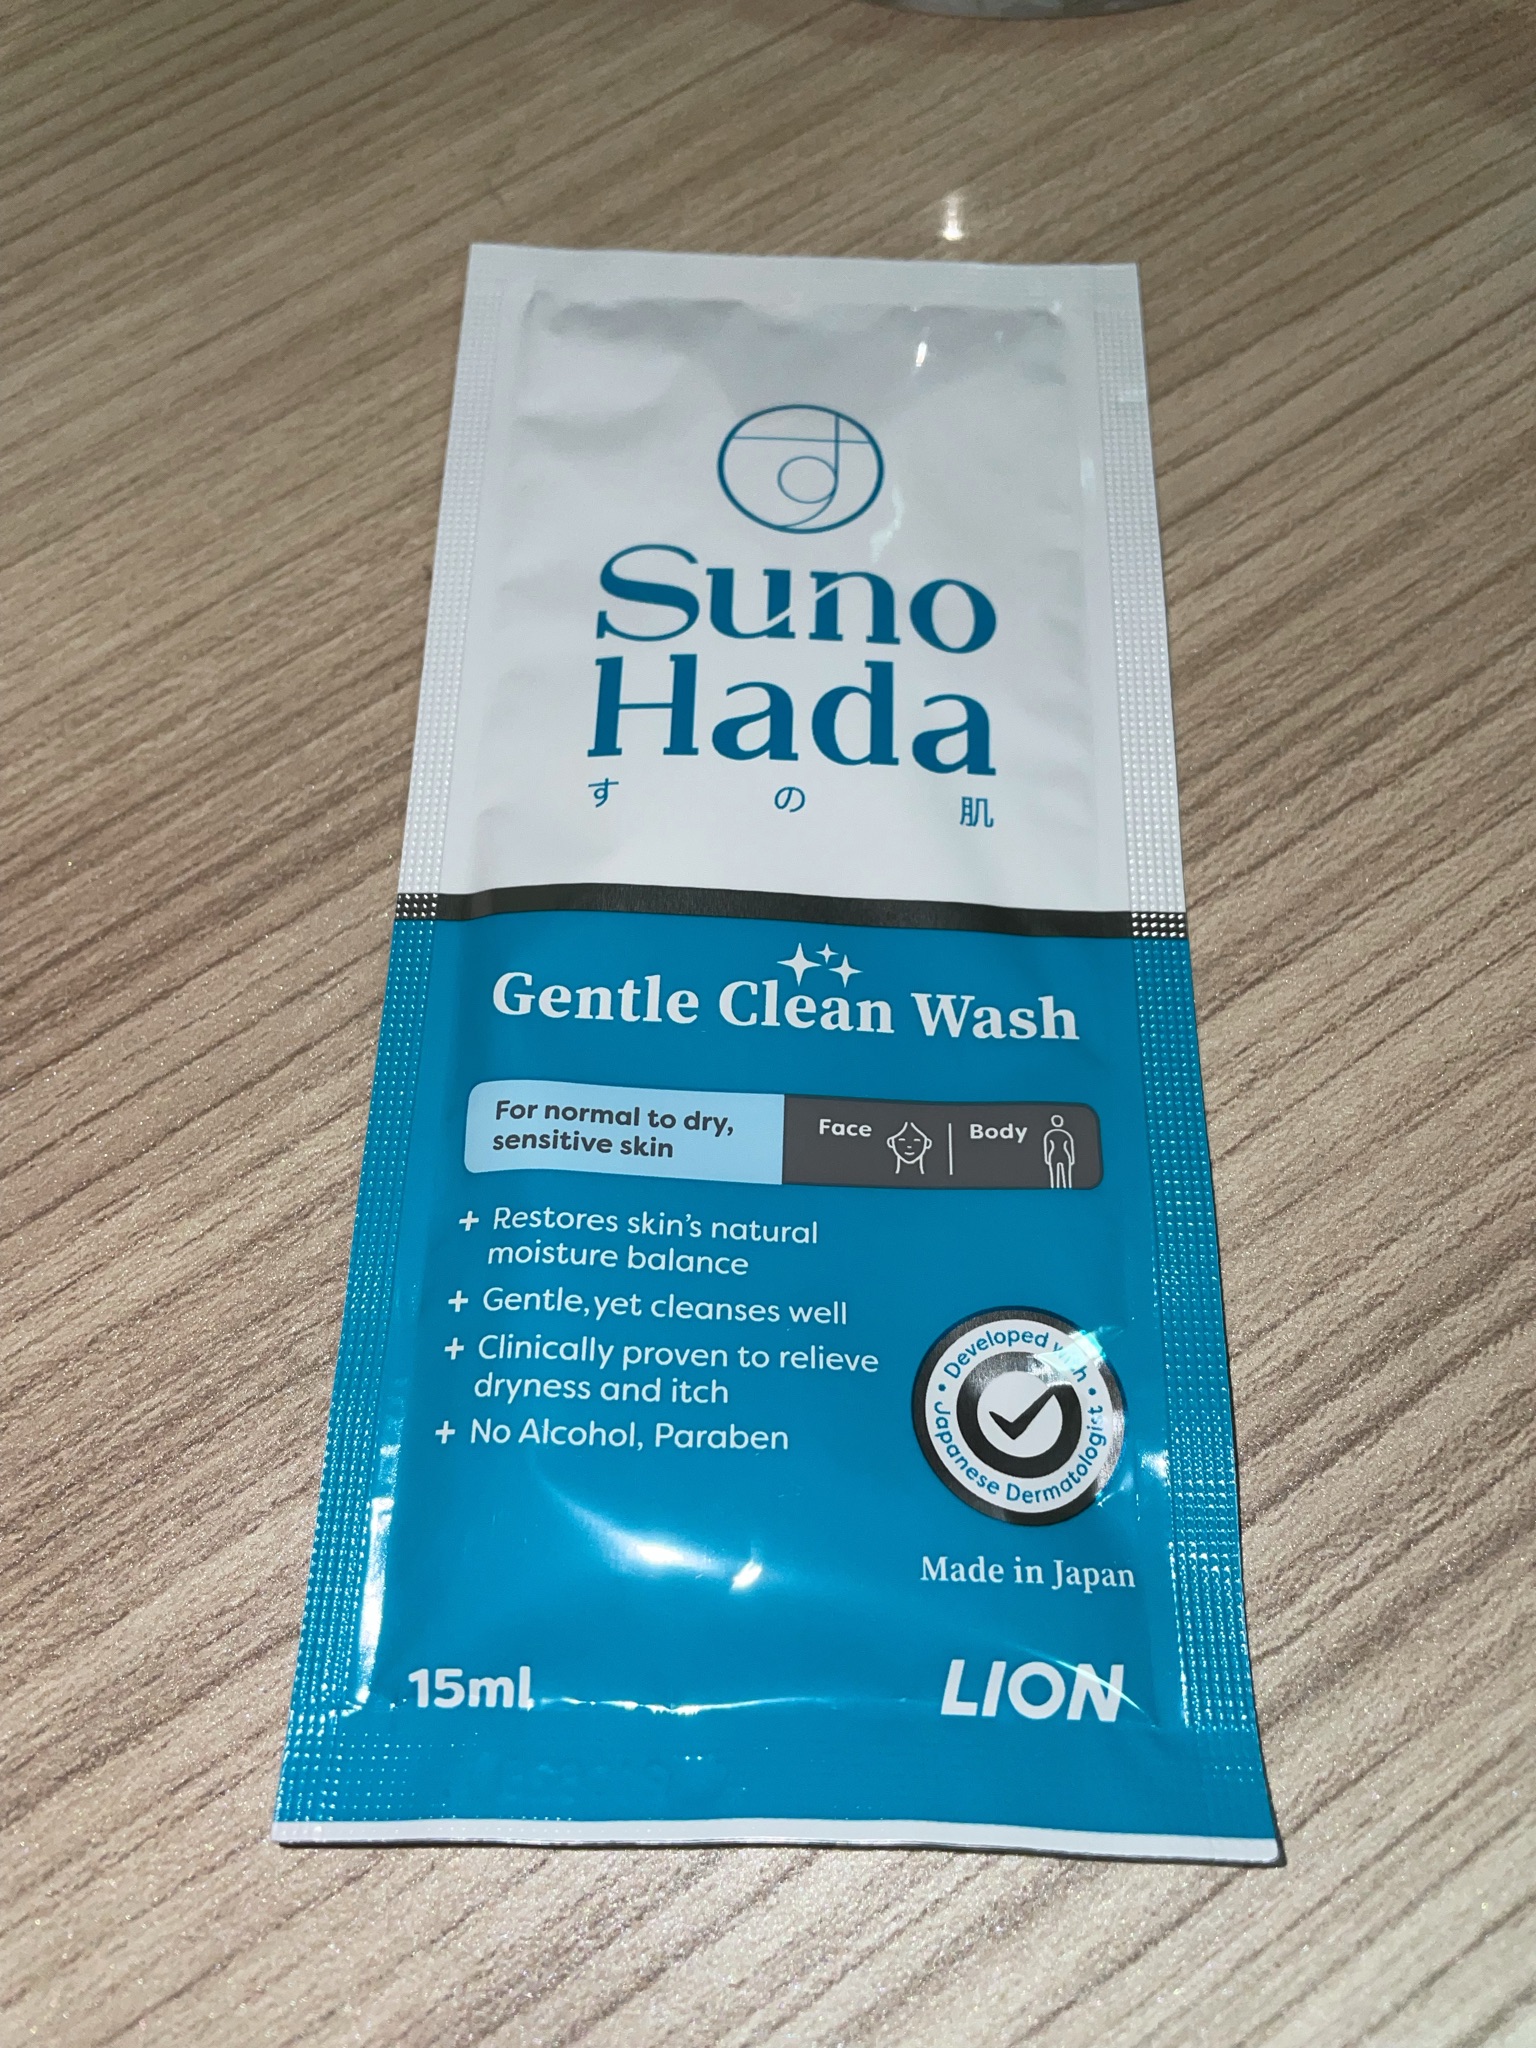 Suno
Hada
す の 肌
Gentle Clean Wash
For normal to dry,
sensitive skin
Face | Body
+ Restores skin's natural
moisture balance
+ Gentle, yet cleanses well
+ Clinically proven to relieve
dryness and itch
+ No Alcohol, Paraben
• Developed with •
Japanese Dermatologist
Made in Japan
15ml
LION